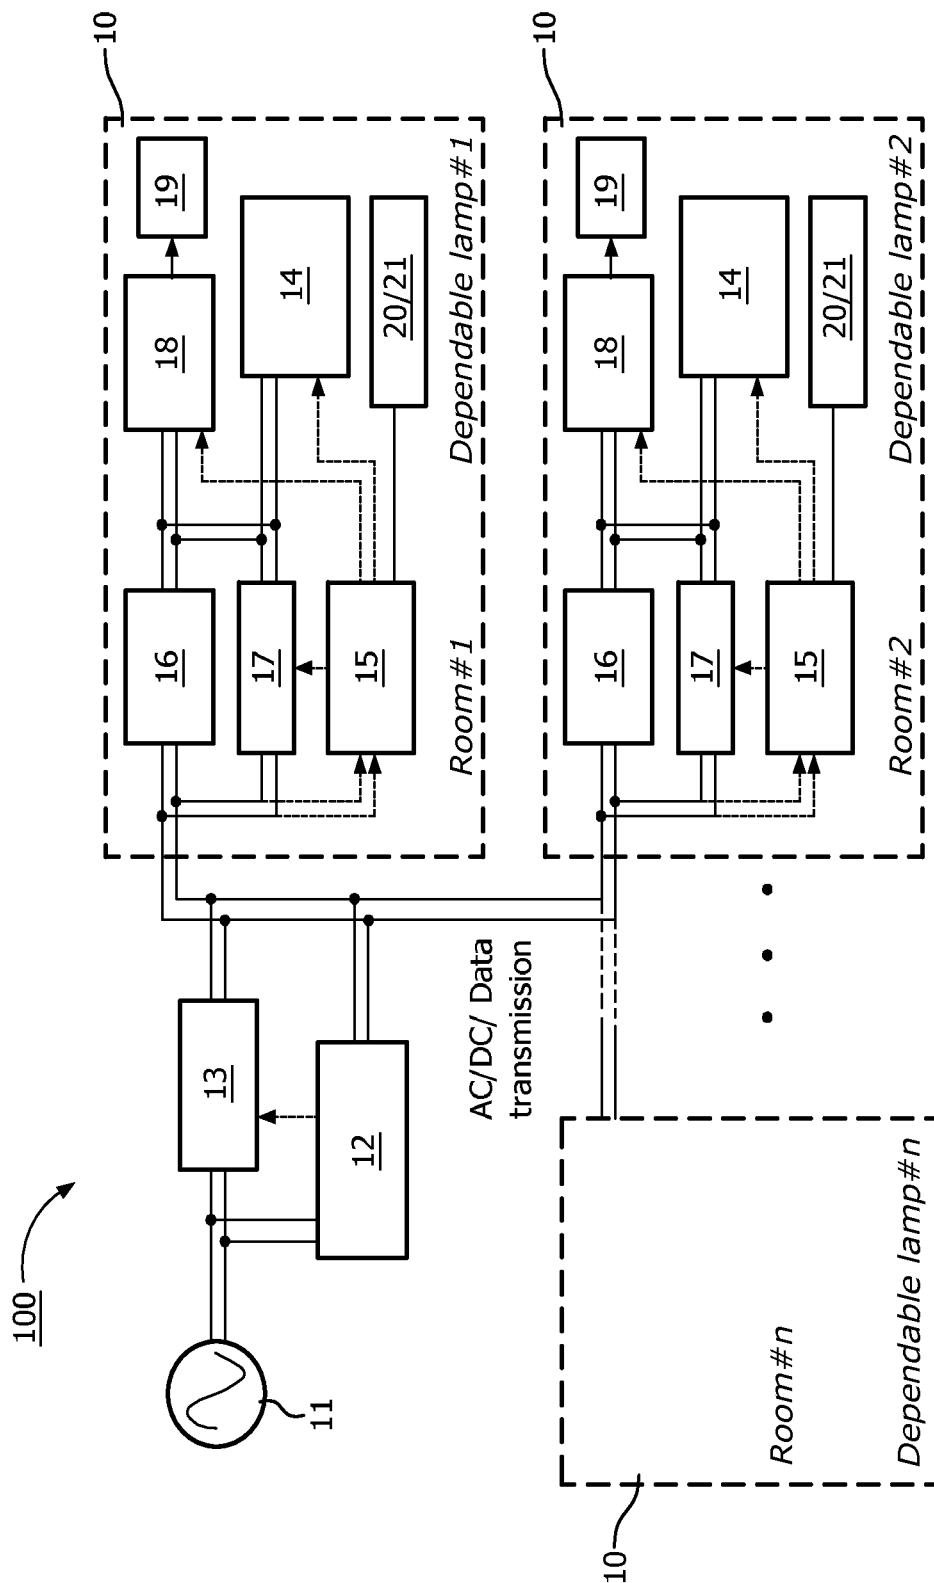 100
11
13
12
AC/DC/ Data
transmission
10
16
18
19
17
14
15
20/21
Room#1
Dependable lamp#1
10
16
18
19
17
14
15
20/21
Room#2
Dependable lamp#2
10
Room#n
Dependable lamp#n